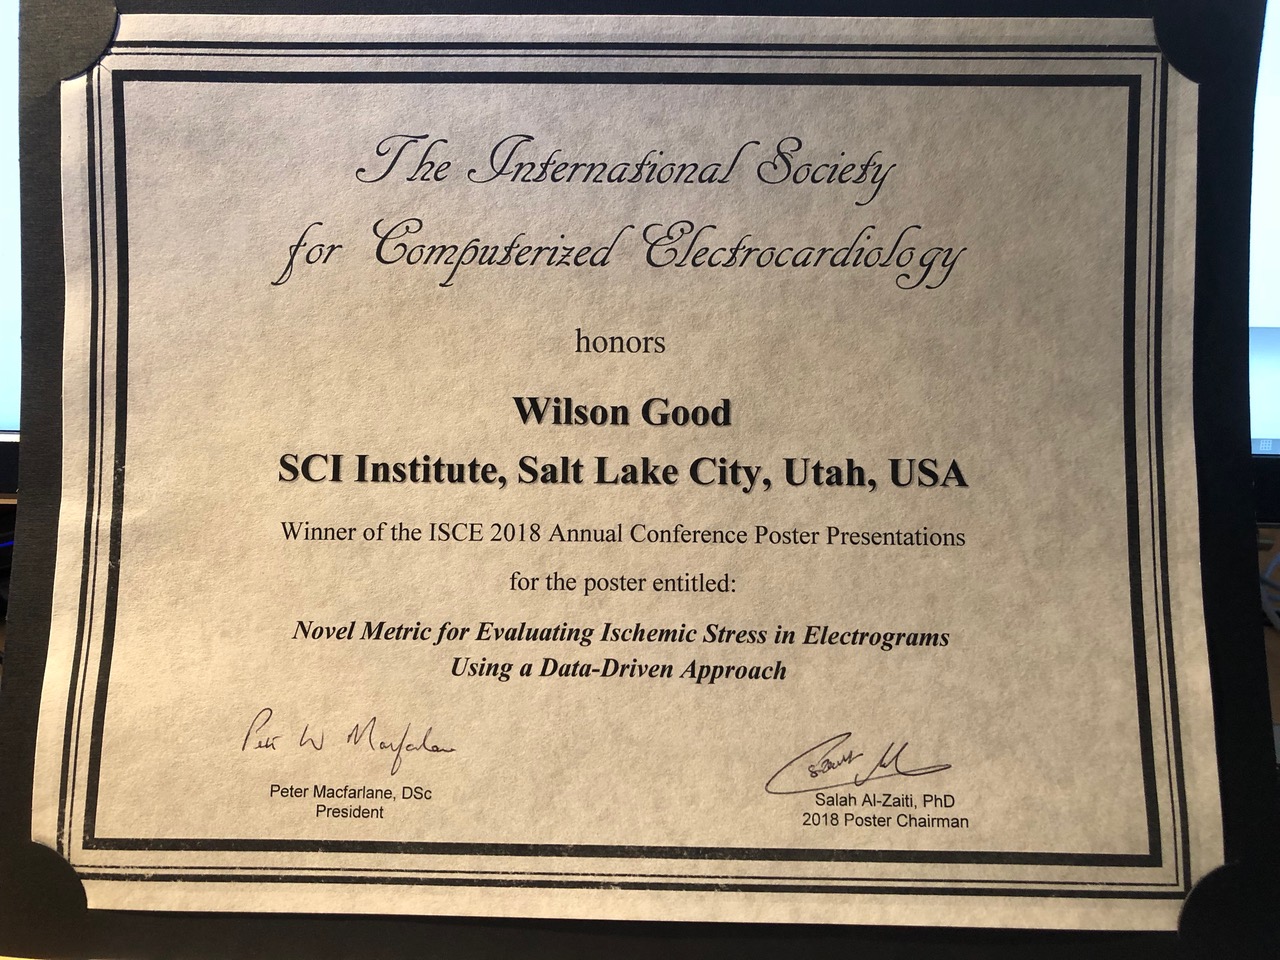 The International Society
for Computerized Electrocardiology
honors
Wilson Good
SCI Institute, Salt Lake City, Utah, USA
Winner of the ISCE 2018 Annual Conference Poster Presentations
for the poster entitled:
Novel Metric for Evaluating Ischemic Stress in Electrograms
Using a Data-Driven Approach
Peter W Macfarlane
Peter Macfarlane, DSc
President
Salah Al-Zaiti, PhD
2018 Poster Chairman